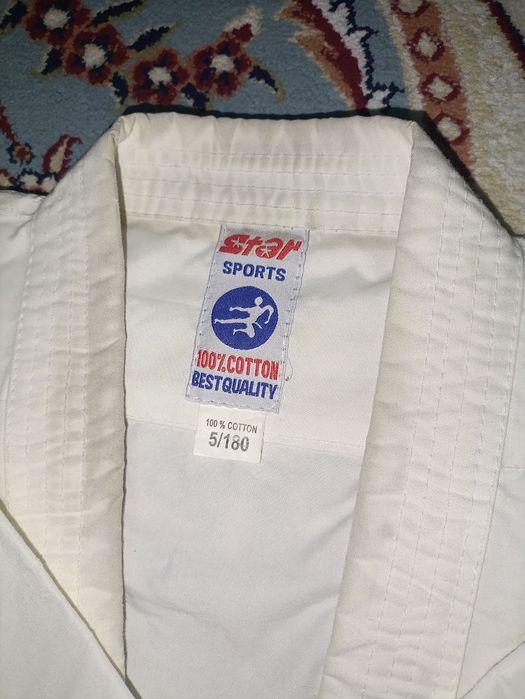 Star
SPORTS
100% COTTON
BEST QUALITY
100 % COTTON
5/180